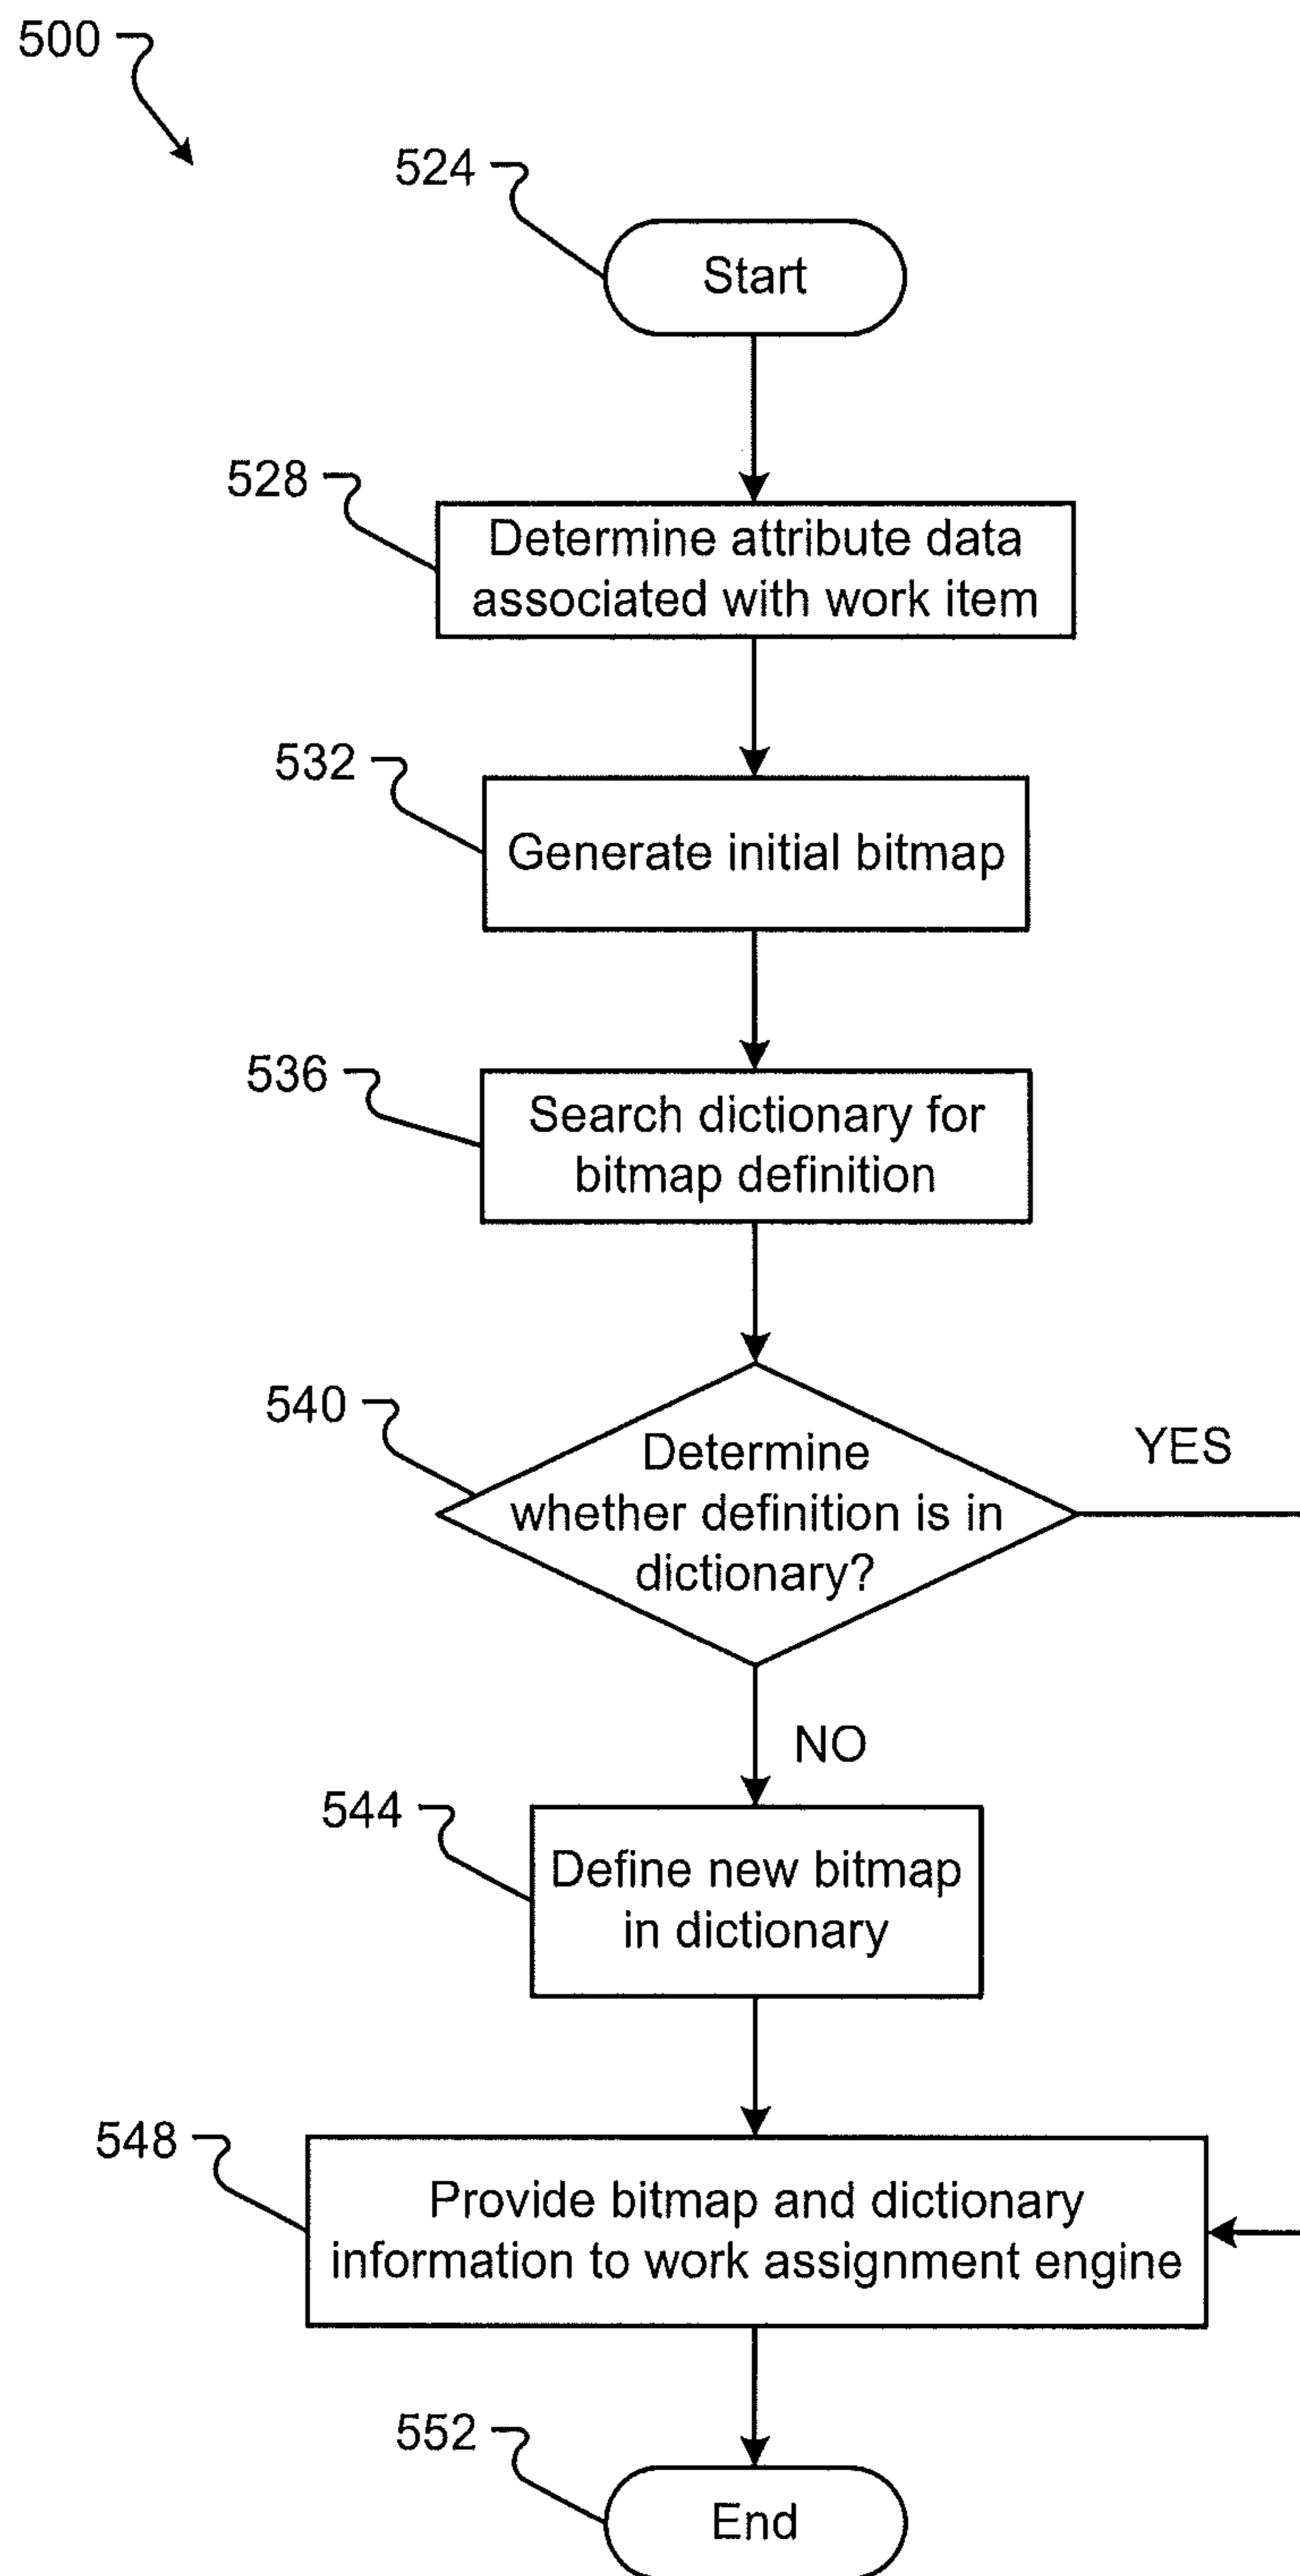 500
524
Start
528
Determine attribute data
associated with work item
532
Generate initial bitmap
536
Search dictionary for
bitmap definition
540
Determine
whether definition is in
dictionary?
YES
NO
544
Define new bitmap
in dictionary
548
Provide bitmap and dictionary
information to work assignment engine
552
End